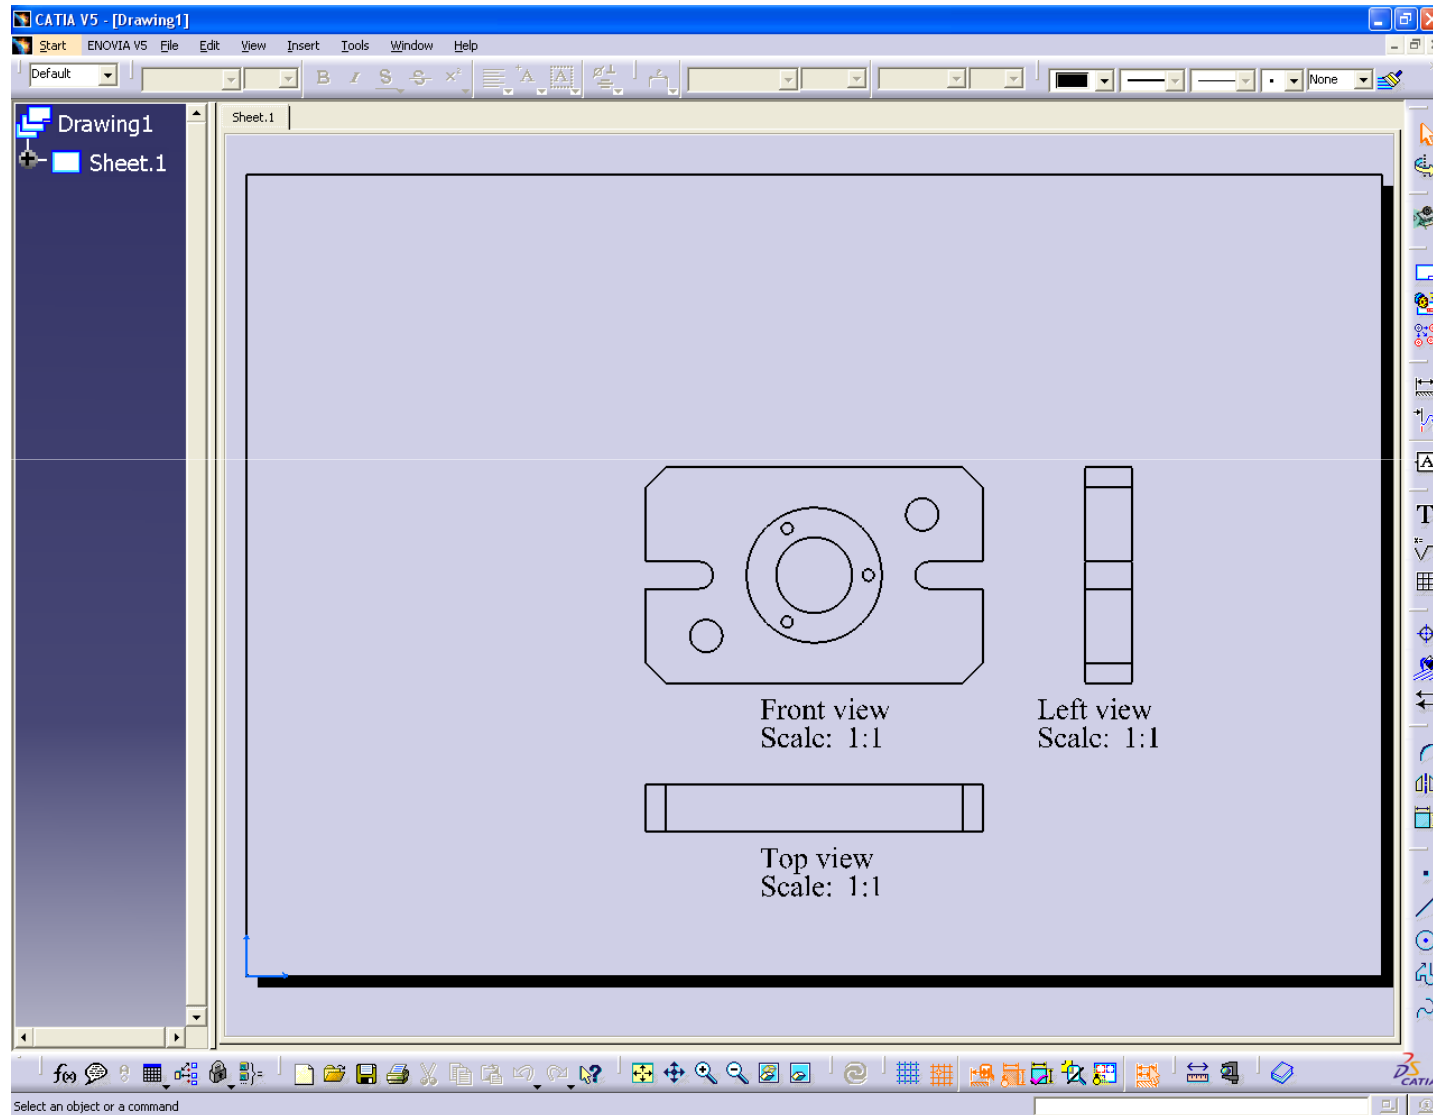 CATIA V5 - [Drawing1]
Start ENOVIA V5 File Edit View Insert Tools Window Help
Default
None
Drawing1
Sheet.1
Sheet.1
Front view
Scale: 1:1
Left view
Scale: 1:1
Top view
Scale: 1:1
CATIA
Select an object or a command